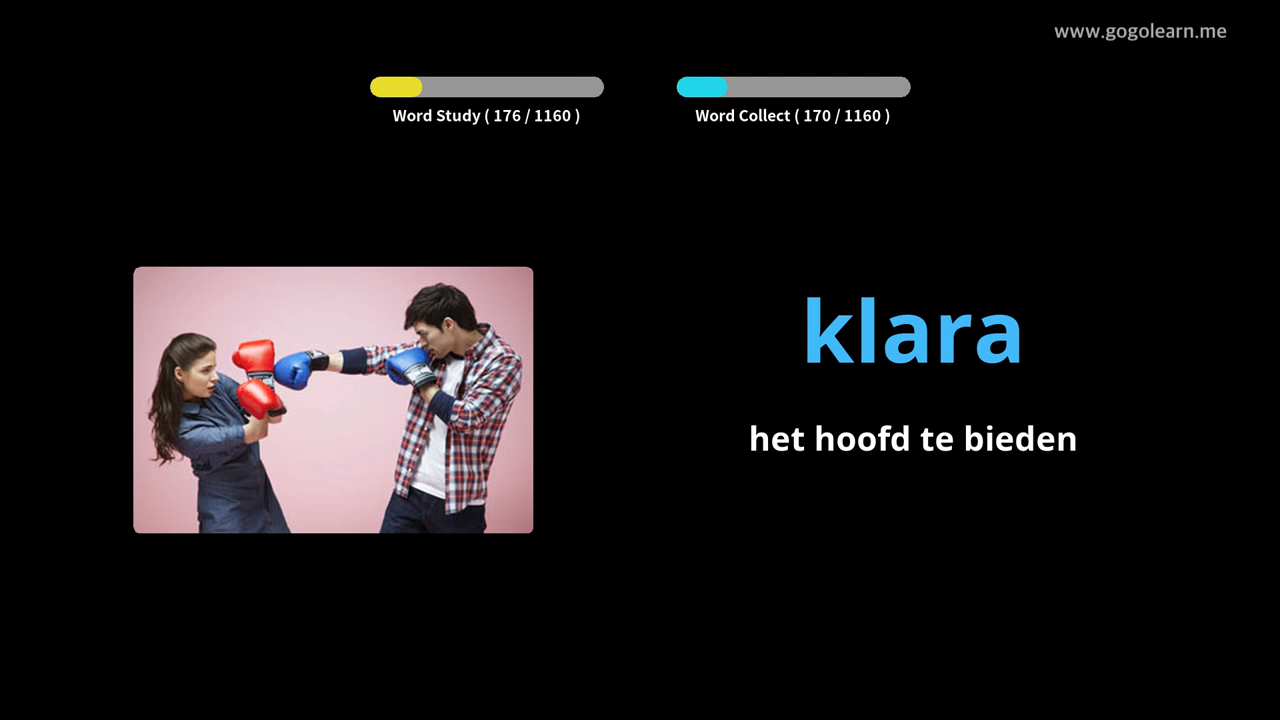 www.gogolearn.me
Word Study ( 176 / 1160 )
Word Collect ( 170 / 1160 )
klara
het hoofd te bieden